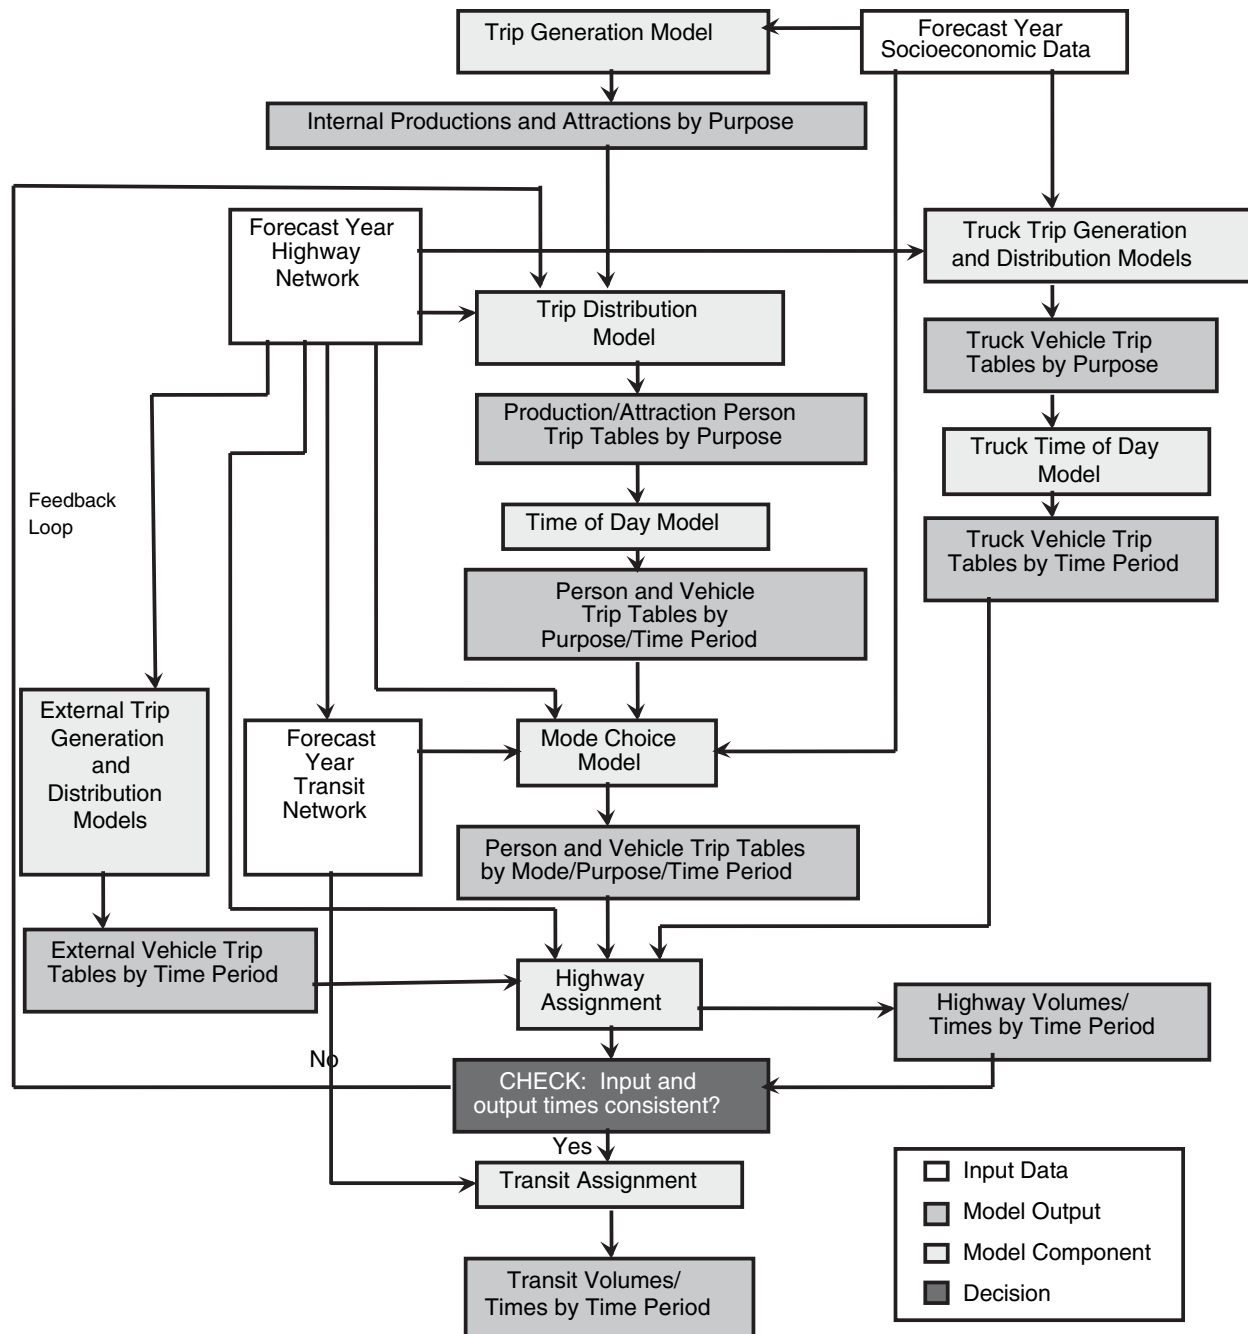 Trip Generation Model
Forecast Year
Socioeconomic Data
Internal Productions and Attractions by Purpose
Forecast Year
Highway
Network
Truck Trip Generation
and Distribution Models
Trip Distribution
Model
Truck Vehicle Trip
Tables by Purpose
Production/Attraction Person
Trip Tables by Purpose
Truck Time of Day
Model
Feedback
Loop
Time of Day Model
Truck Vehicle Trip
Tables by Time Period
Person and Vehicle
Trip Tables by
Purpose/Time Period
External Trip
Generation
and
Distribution
Models
Forecast
Year
Transit
Network
Mode Choice
Model
Person and Vehicle Trip Tables
by Mode/Purpose/Time Period
External Vehicle Trip
Tables by Time Period
Highway
Assignment
Highway Volumes/
Times by Time Period
No
CHECK: Input and
output times consistent?
Yes
Transit Assignment
Transit Volumes/
Times by Time Period
Input Data
Model Output
Model Component
Decision